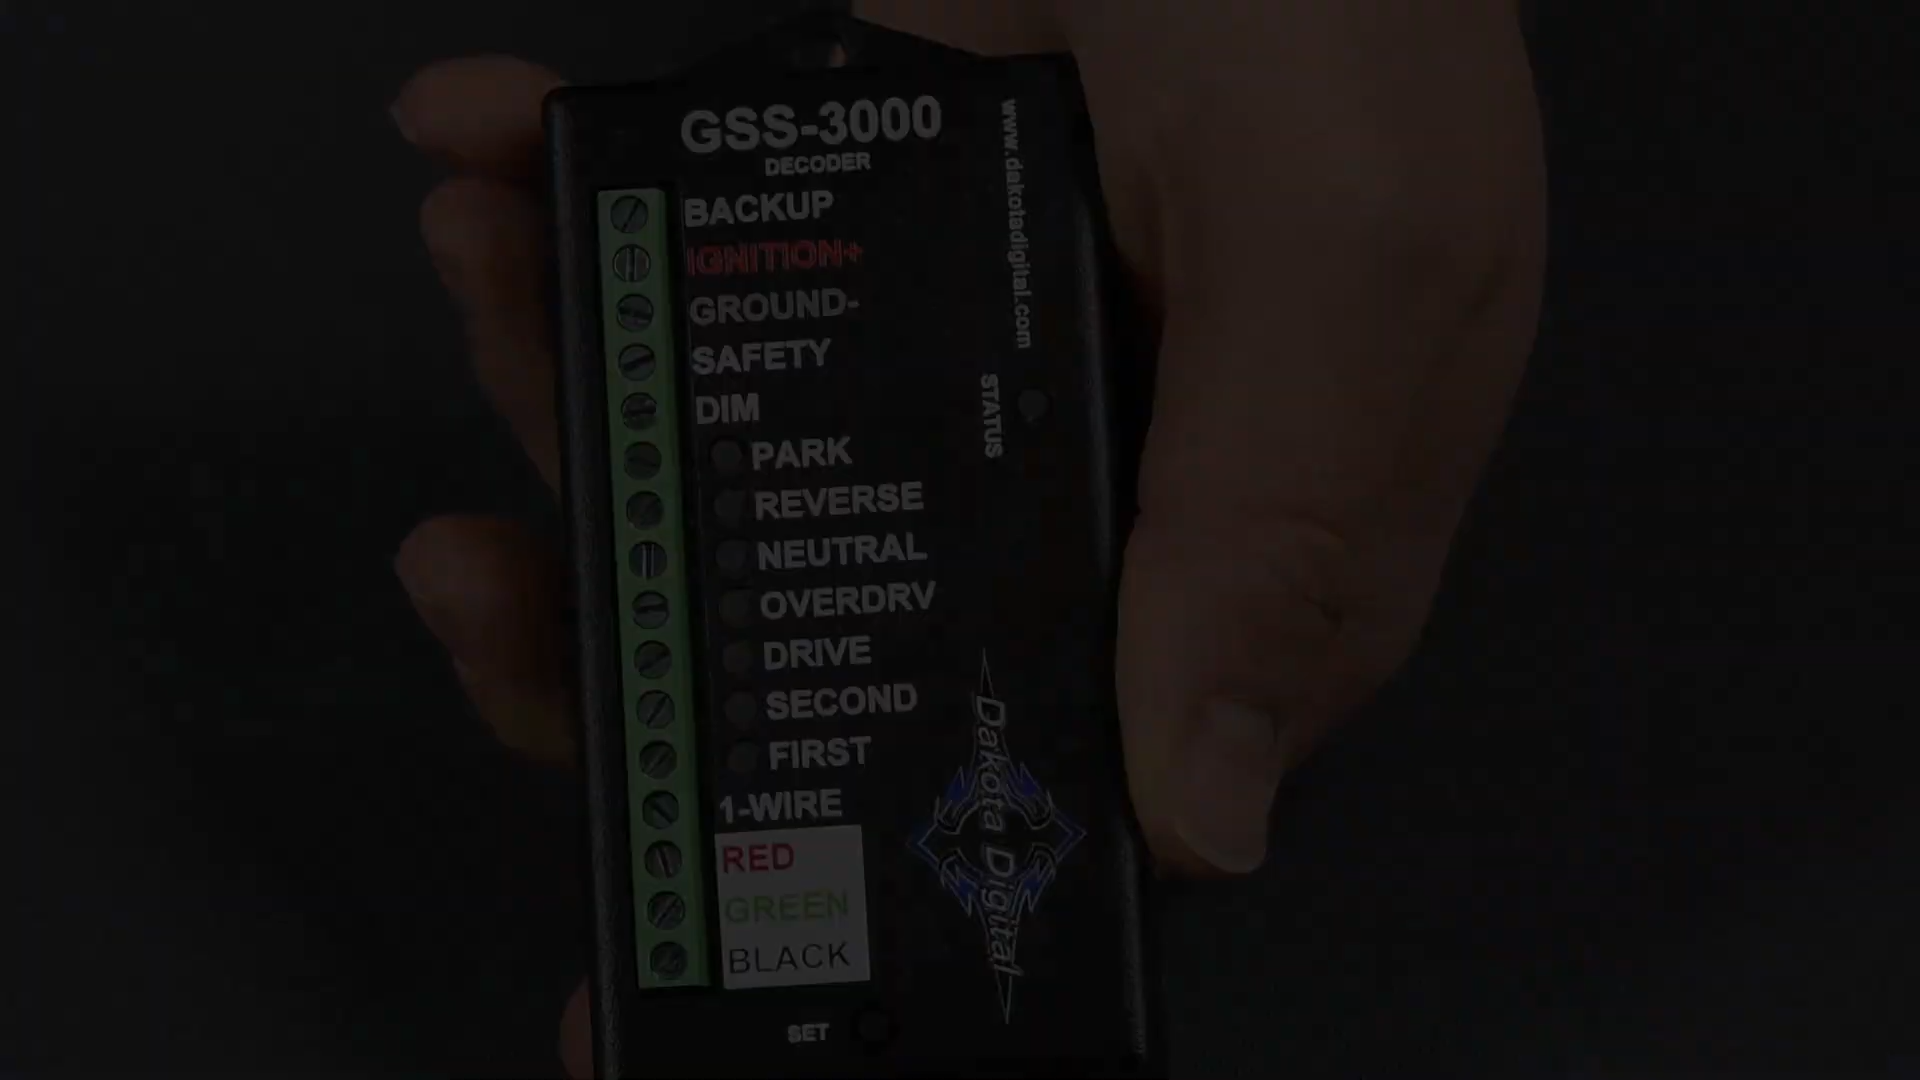 GSS-3000
DECODER
BACKUP
IGNITION+
GROUND-
SAFETY
DIM
PARK
REVERSE
NEUTRAL
OVERDRV
DRIVE
SECOND
FIRST
1-WIRE
RED
GREEN
BLACK
SET
www.dakotadigital.com
STATUS
Dakota Digital